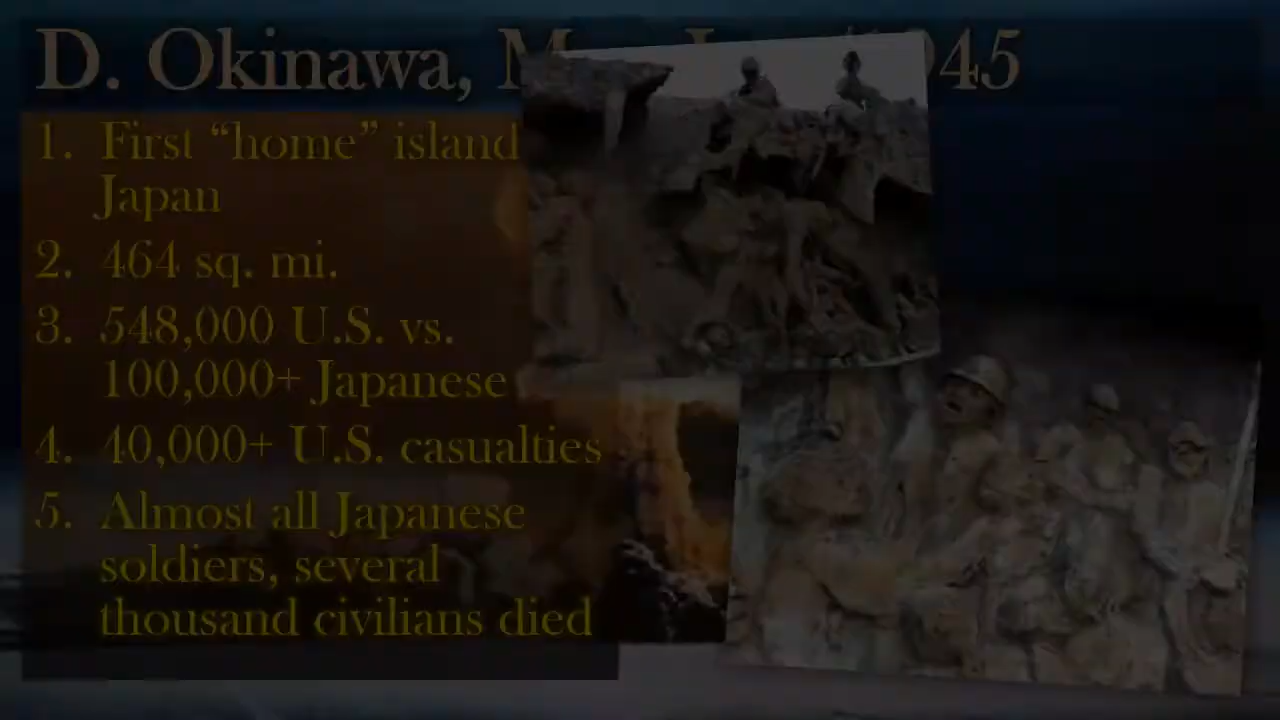 D. Okinawa, 945
1. First “home” island
Japan
2. 464 sq. mi.
3. 548,000 U.S. vs.
100,000+ Japanese
4. 40,000+ U.S. casualties
5. Almost all Japanese
soldiers, several
thousand civilians died